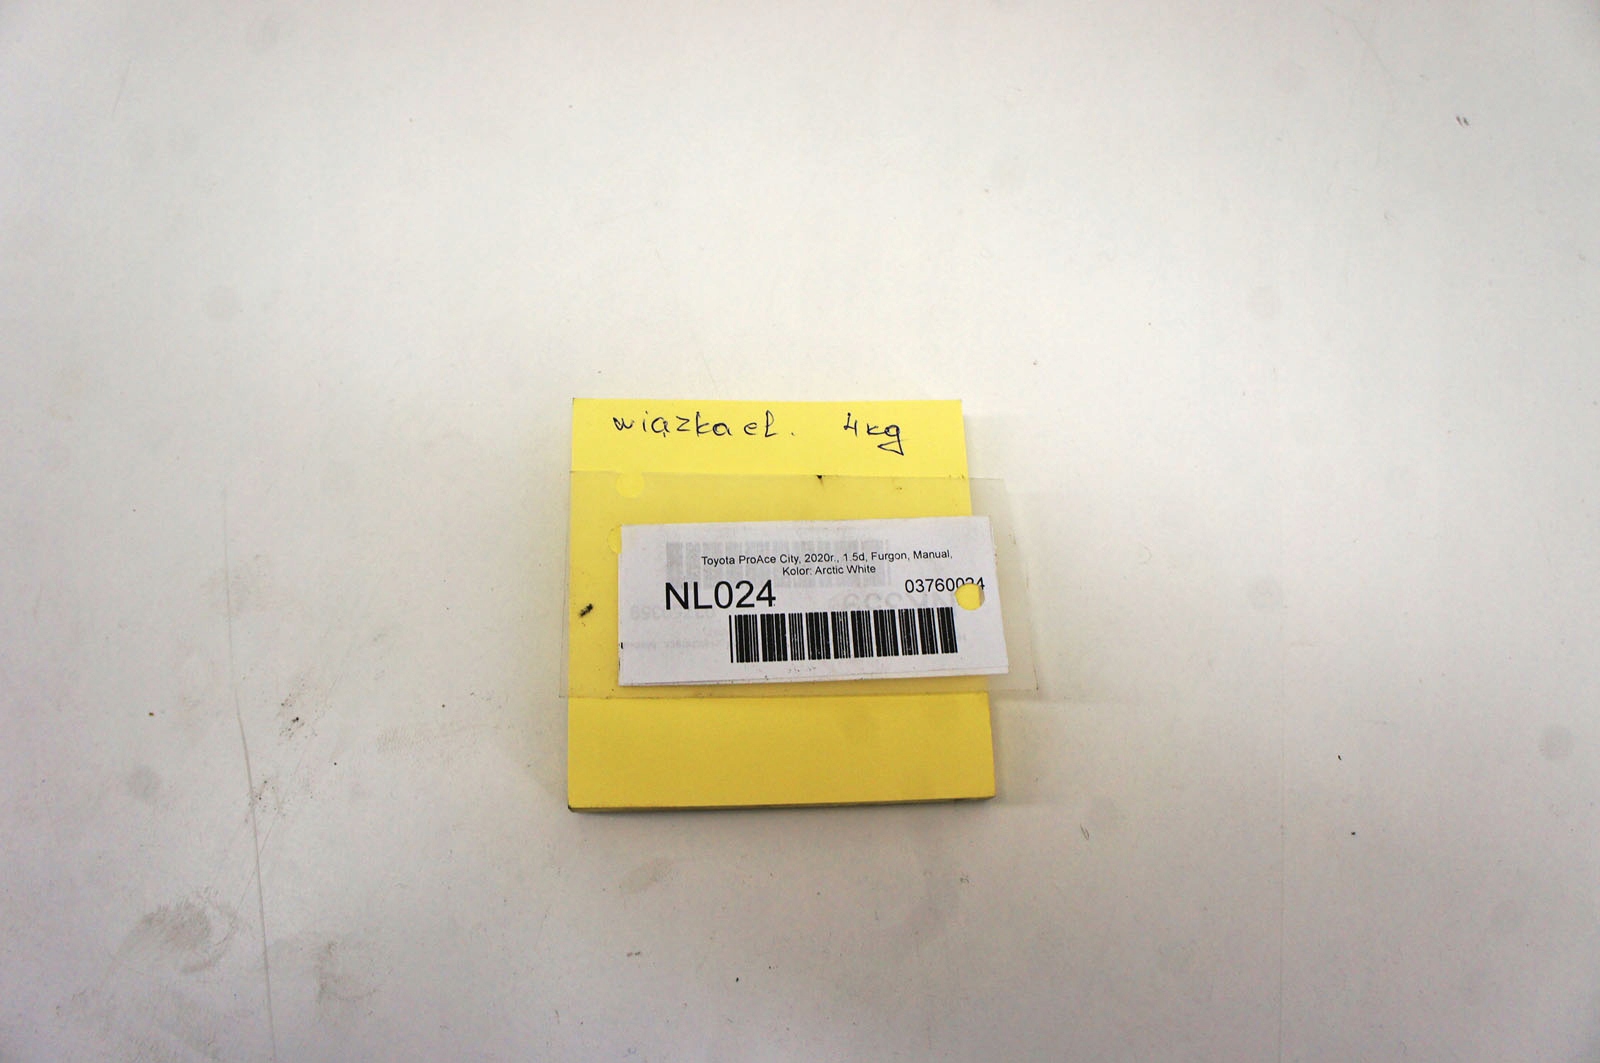 wiązka el. 4kg
Toyota ProAce City, 2020r., 1.5d, Furgon, Manual,
Kolor: Arctic White
NL024 03760024